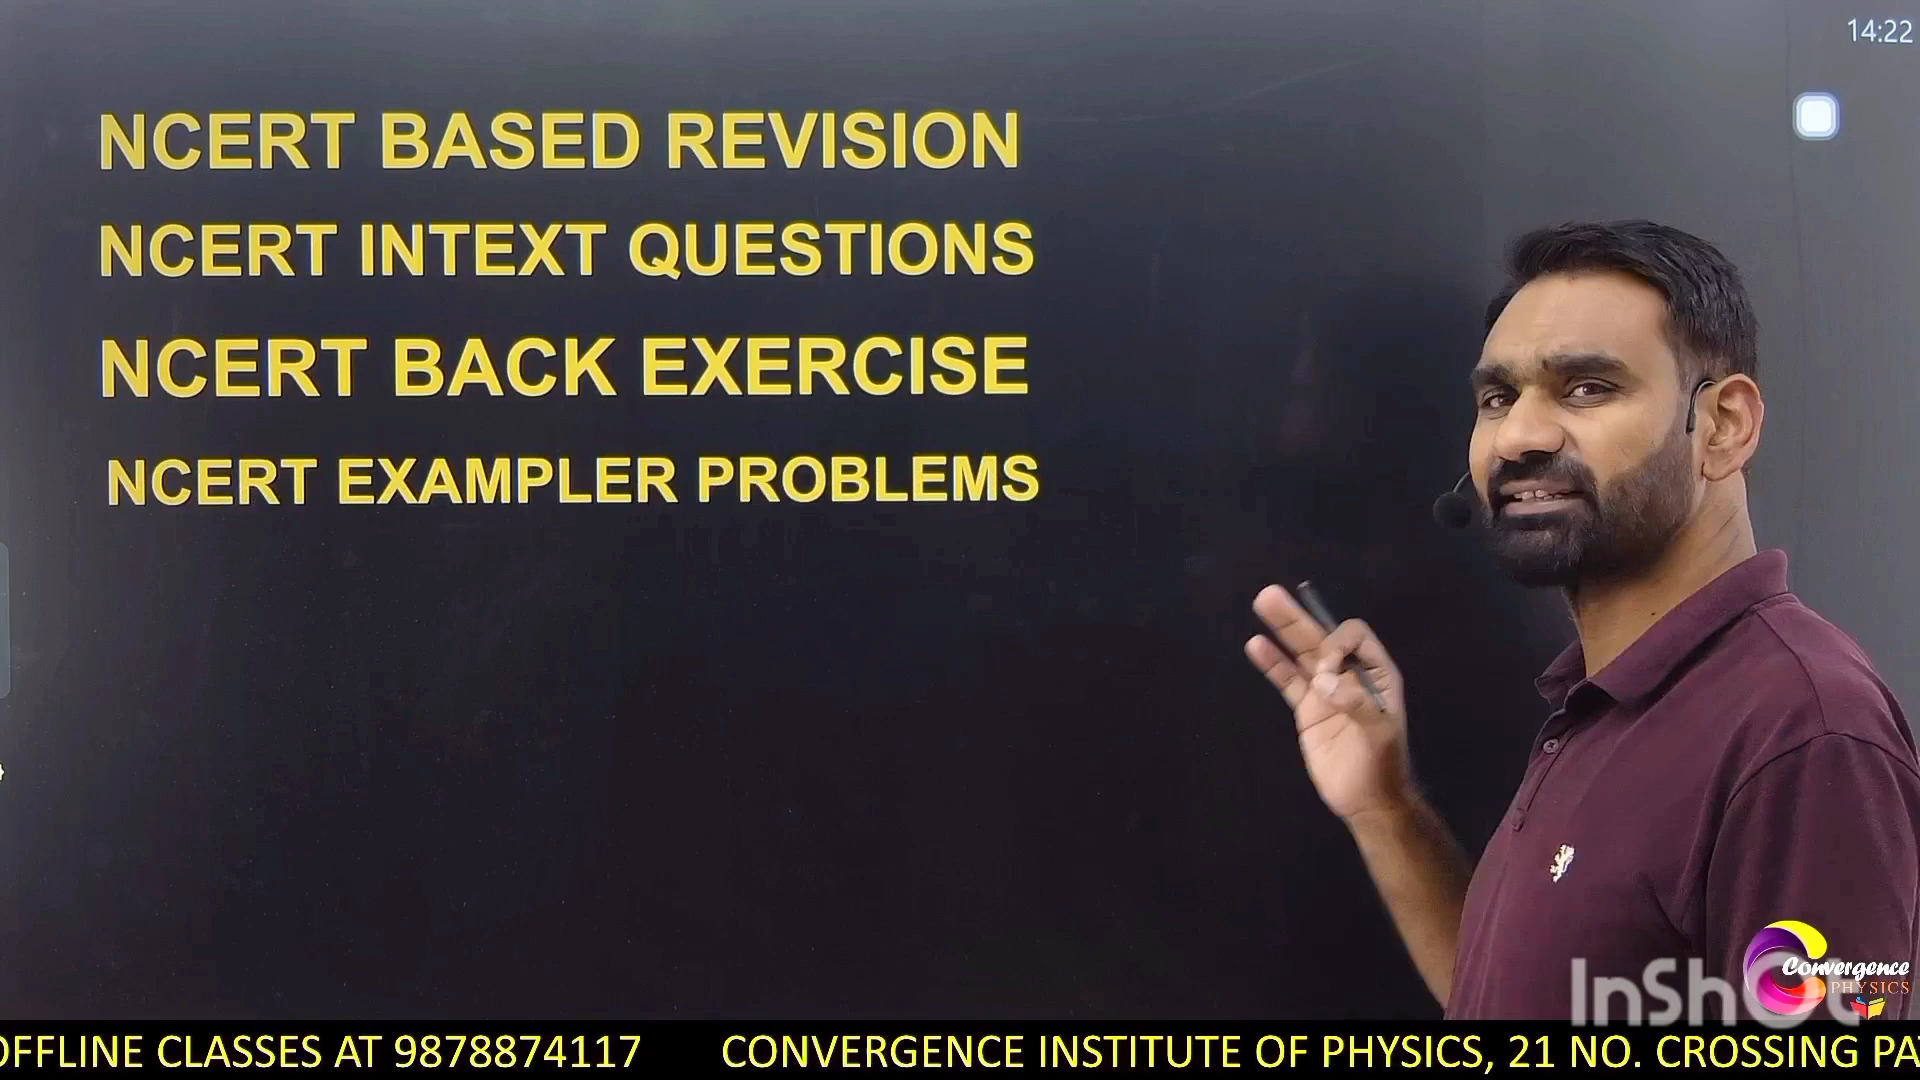 14:22
NCERT BASED REVISION
NCERT INTEXT QUESTIONS
NCERT BACK EXERCISE
NCERT EXAMPLER PROBLEMS
Convergence
PHYSICS
OFFLINE CLASSES AT 9878874117 CONVERGENCE INSTITUTE OF PHYSICS, 21 NO. CROSSING PA